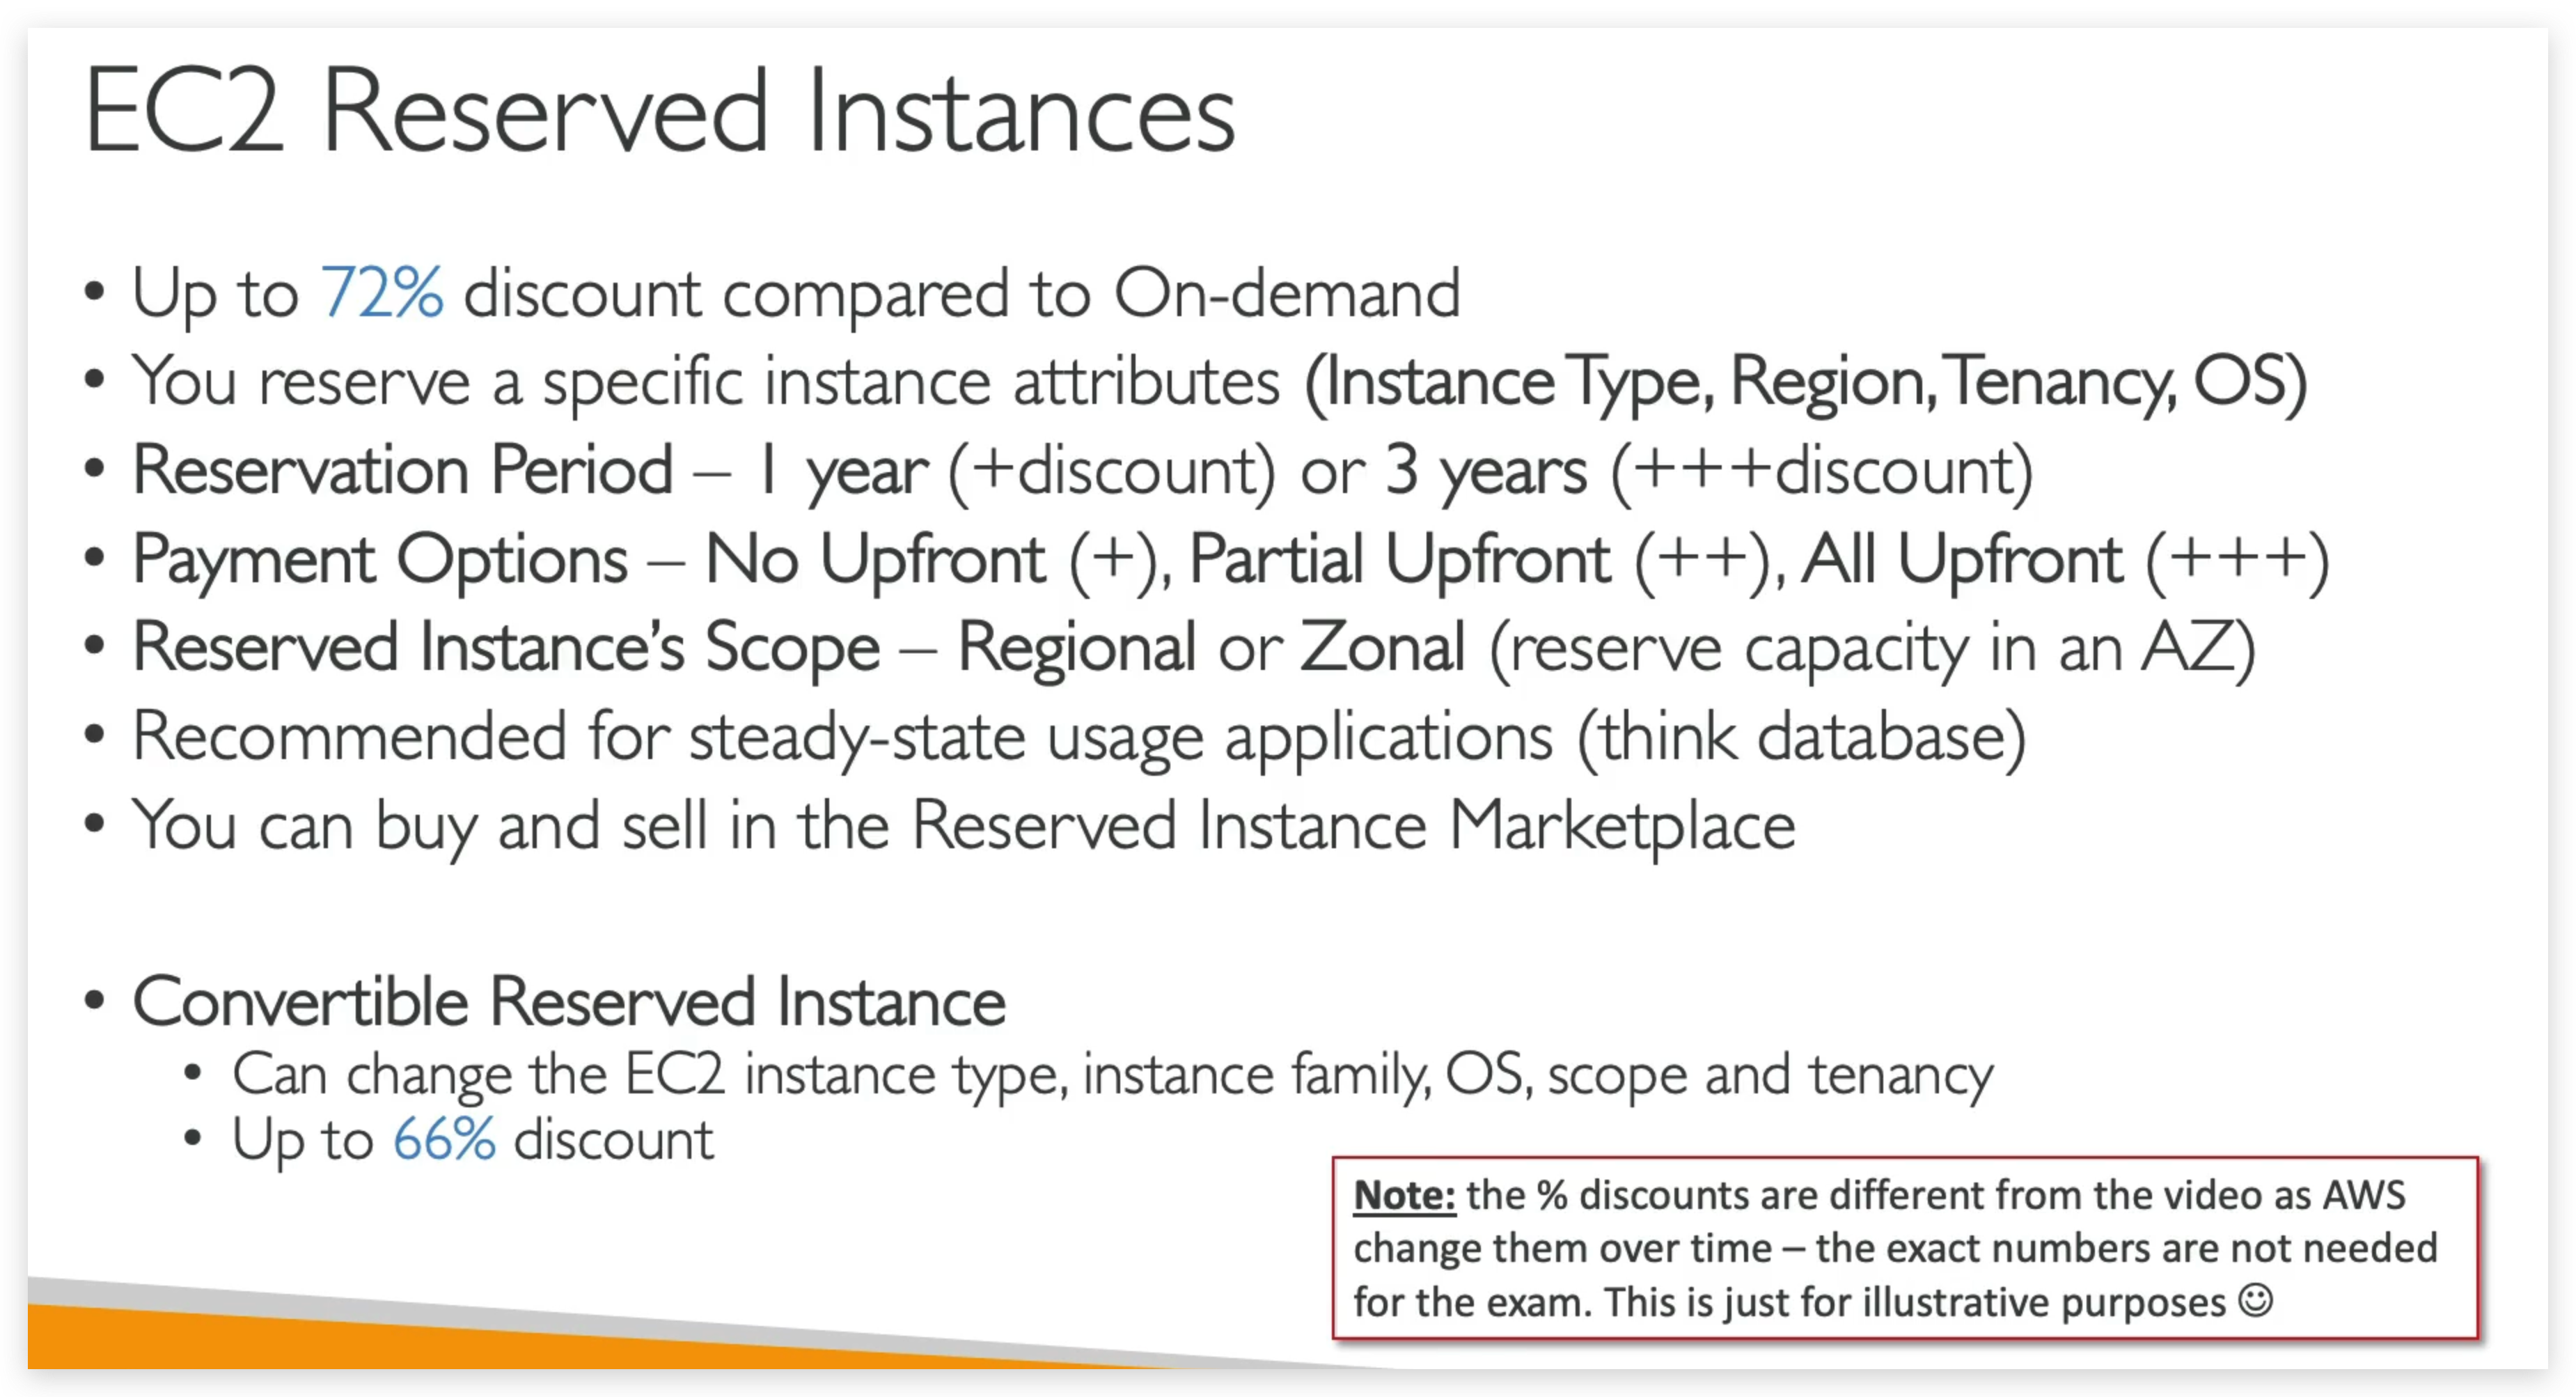 EC2 Reserved Instances
• Up to 72% discount compared to On-demand
• You reserve a specific instance attributes (Instance Type, Region, Tenancy, OS)
• Reservation Period – 1 year (+discount) or 3 years (+++discount)
• Payment Options – No Upfront (+), Partial Upfront (++), All Upfront (+++)
• Reserved Instance’s Scope – Regional or Zonal (reserve capacity in an AZ)
• Recommended for steady-state usage applications (think database)
• You can buy and sell in the Reserved Instance Marketplace
• Convertible Reserved Instance
• Can change the EC2 instance type, instance family, OS, scope and tenancy
• Up to 66% discount
Note: the % discounts are different from the video as AWS
change them over time – the exact numbers are not needed
for the exam. This is just for illustrative purposes ☺